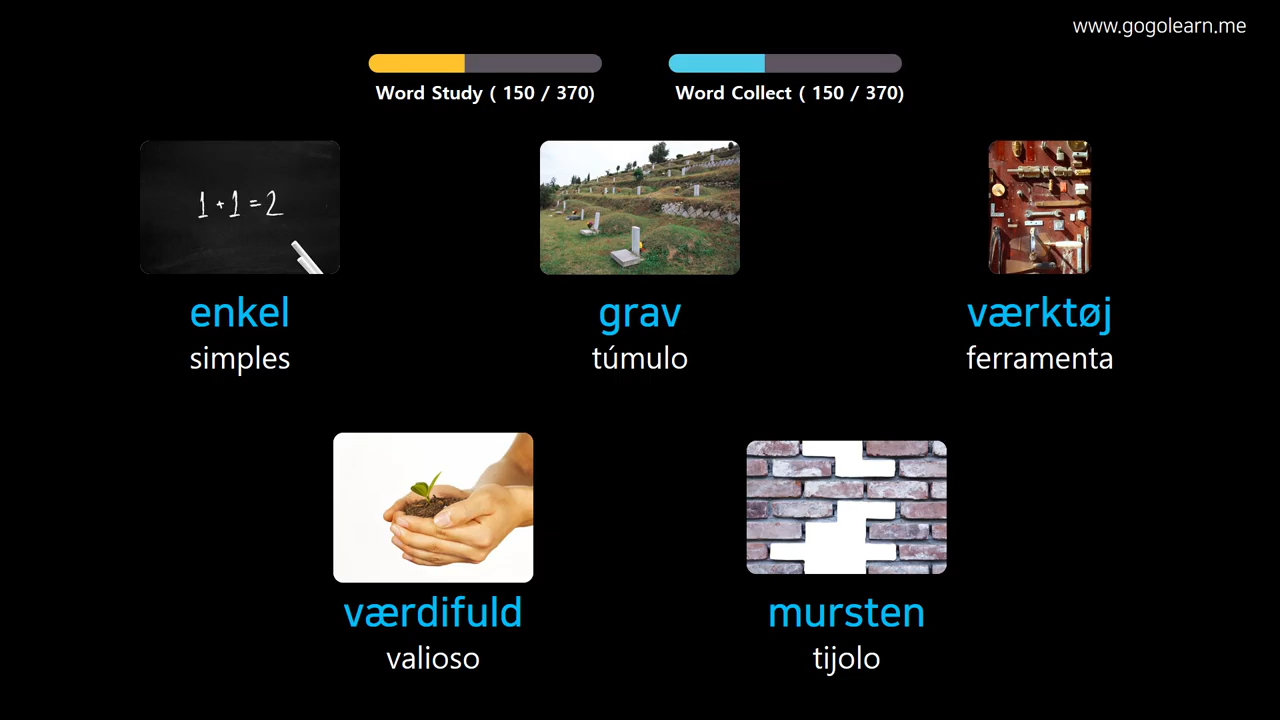 www.gogolearn.me
Word Study ( 150 / 370)
Word Collect ( 150 / 370)
1 + 1 = 2
enkel
simples
grav
túmulo
værktøj
ferramenta
værdifuld
valioso
mursten
tijolo